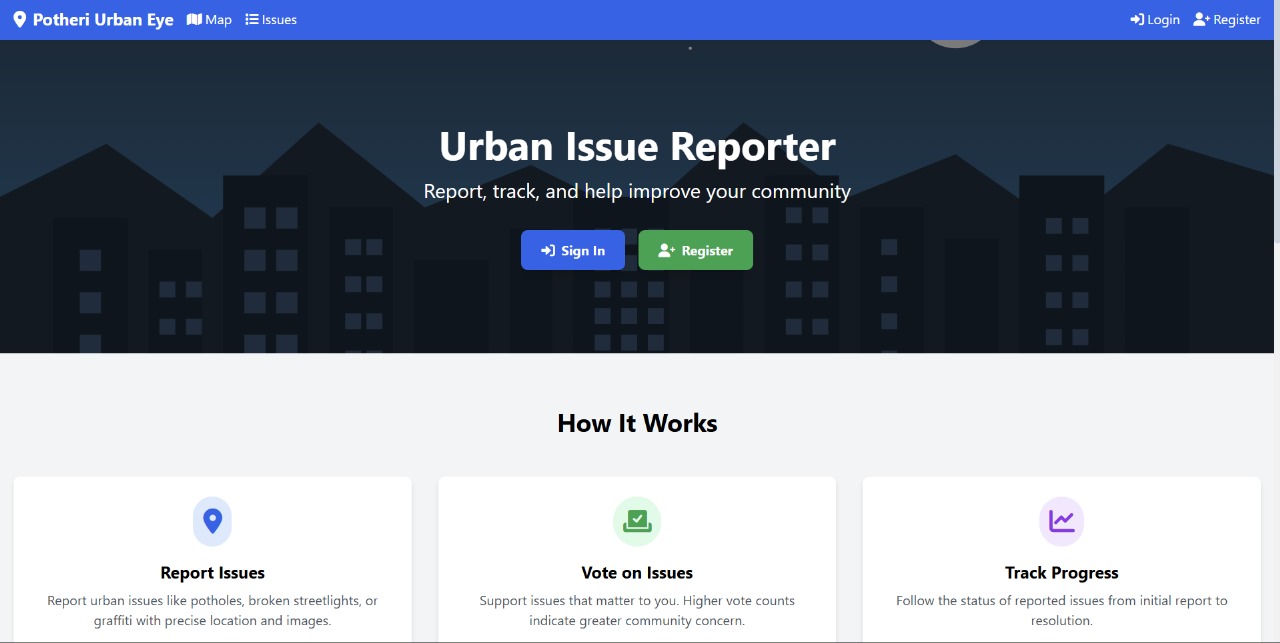 Potheri Urban Eye Map Issues Login Register
Urban Issue Reporter
Report, track, and help improve your community
Sign In Register
How It Works
Report Issues
Report urban issues like potholes, broken streetlights, or
graffiti with precise location and images.
Vote on Issues
Support issues that matter to you. Higher vote counts
indicate greater community concern.
Track Progress
Follow the status of reported issues from initial report to
resolution.